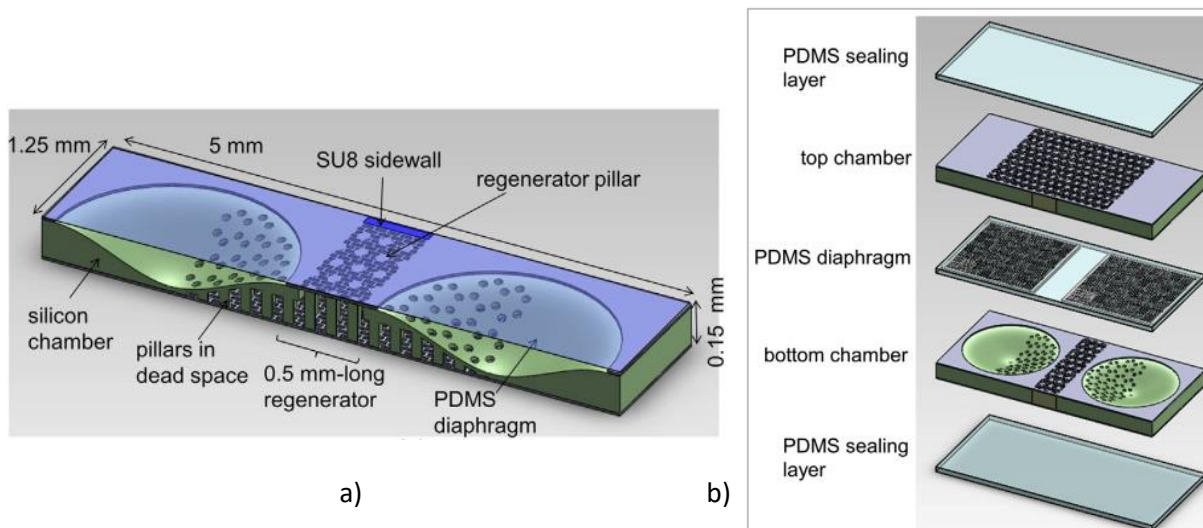 1.25 mm
5 mm
SU8 sidewall
regenerator pillar
silicon
chamber
pillars in
dead space
0.5 mm-long
regenerator
PDMS
diaphragm
0.15 mm
a)
PDMS sealing
layer
top chamber
PDMS diaphragm
bottom chamber
PDMS sealing
layer
b)